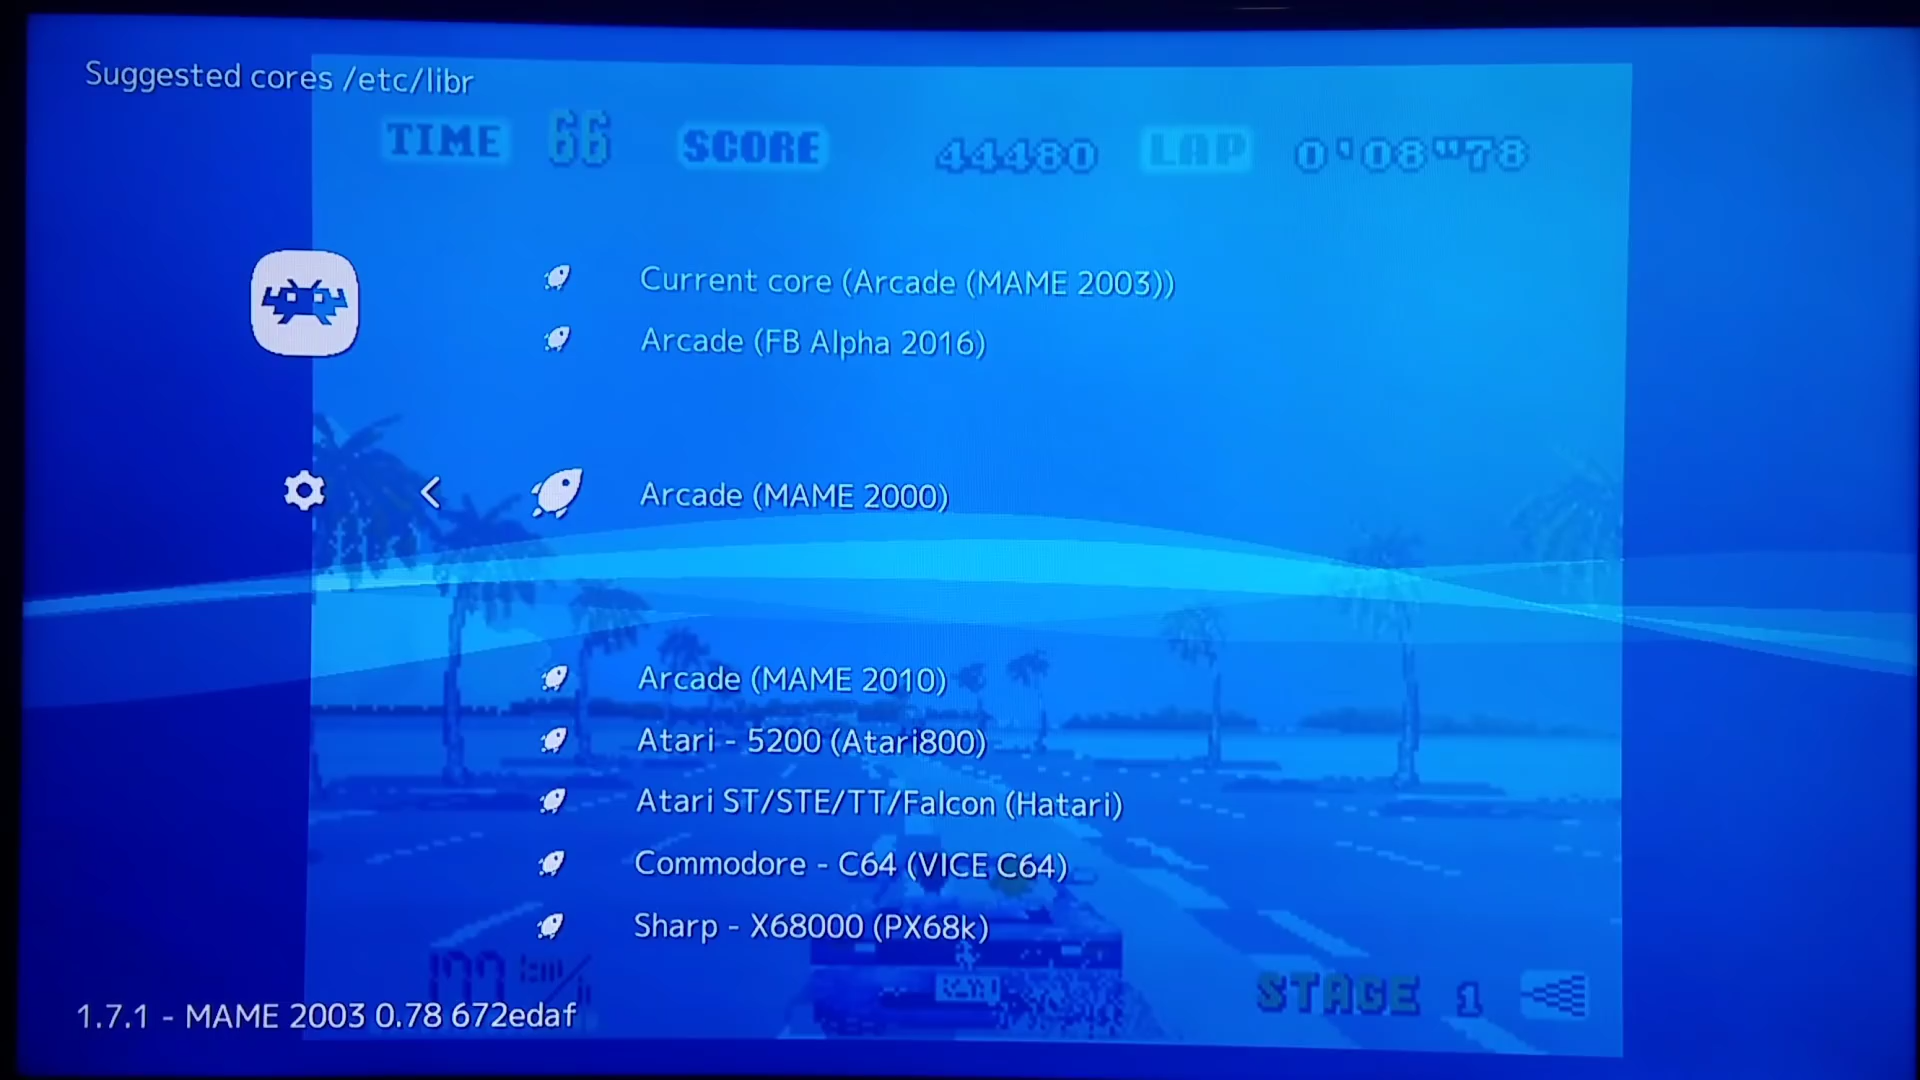 Suggested cores /etc/libr
TIME 66 SCORE 44480 LAP 0'08"78
Current core (Arcade (MAME 2003))
Arcade (FB Alpha 2016)
Arcade (MAME 2000)
Arcade (MAME 2010)
Atari - 5200 (Atari800)
Atari ST/STE/TT/Falcon (Hatari)
Commodore - C64 (VICE C64)
Sharp - X68000 (PX68k)
km/
STAGE 1
1.7.1 - MAME 2003 0.78 672edaf